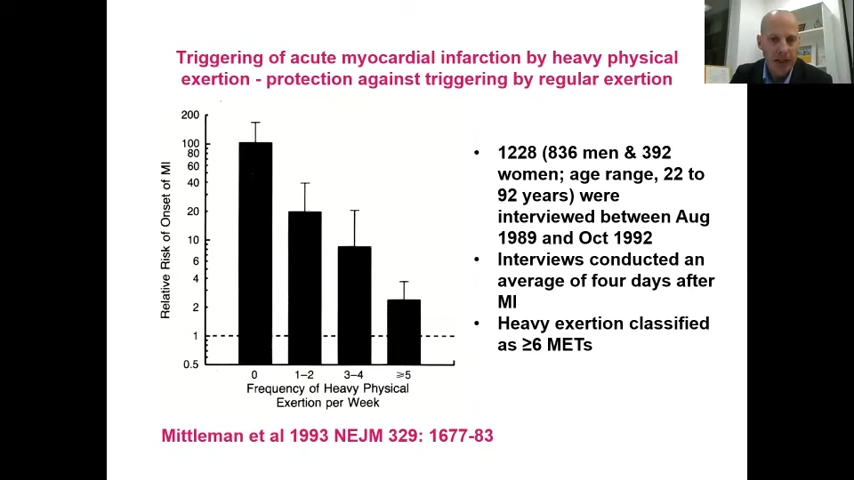 Triggering of acute myocardial infarction by heavy physical
exertion - protection against triggering by regular exertion
200
100
80
60
40
20
10
6
4
2
1
0.5
Relative Risk of Onset of MI
0 1–2 3–4 ≥5
Frequency of Heavy Physical
Exertion per Week
• 1228 (836 men & 392
women; age range, 22 to
92 years) were
interviewed between Aug
1989 and Oct 1992
• Interviews conducted an
average of four days after
MI
• Heavy exertion classified
as ≥6 METs
Mittleman et al 1993 NEJM 329: 1677-83